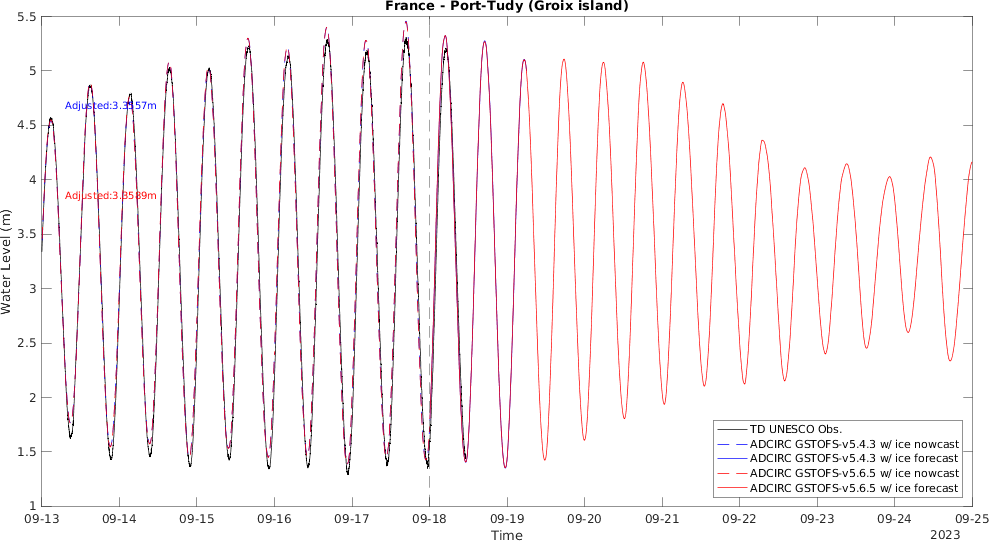 France - Port-Tudy (Groix island)
5.5
5
4.5
4
3.5
3
2.5
2
1.5
1
Water Level (m)
Adjusted:3.3557m
Adjusted:3.3589m
TD UNESCO Obs.
ADCIRC GSTOFS-v5.4.3 w/ ice nowcast
ADCIRC GSTOFS-v5.4.3 w/ ice forecast
ADCIRC GSTOFS-v5.6.5 w/ ice nowcast
ADCIRC GSTOFS-v5.6.5 w/ ice forecast
09-13 09-14 09-15 09-16 09-17 09-18 09-19 09-20 09-21 09-22 09-23 09-24 09-25
Time
2023